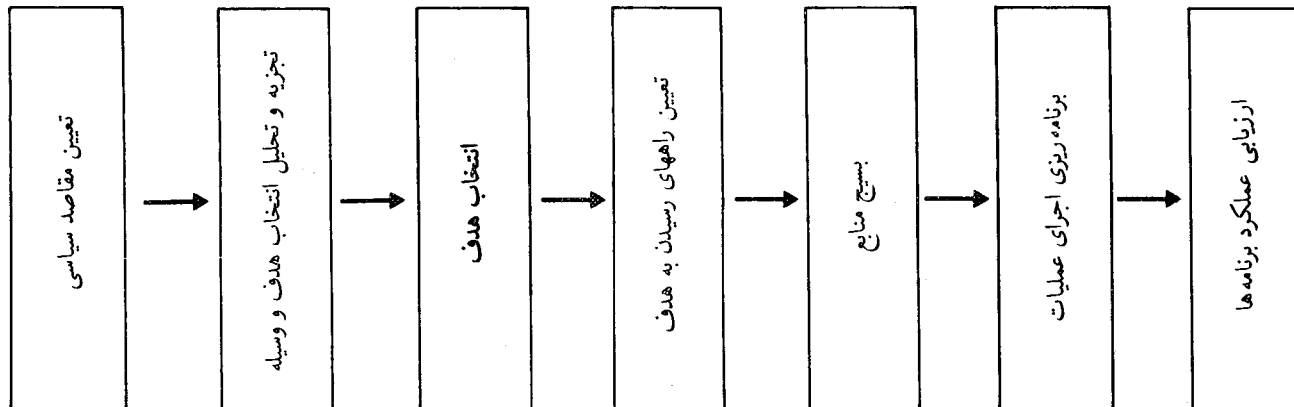 تعیین مقاصد سیاسی
تجزیه و تحلیل انتخاب هدف و وسیله
انتخاب هدف
تعیین راههای رسیدن به هدف
بسیج منابع
برنامه ریزی اجرای عملیات
ارزیابی عملکرد برنامه‌ها